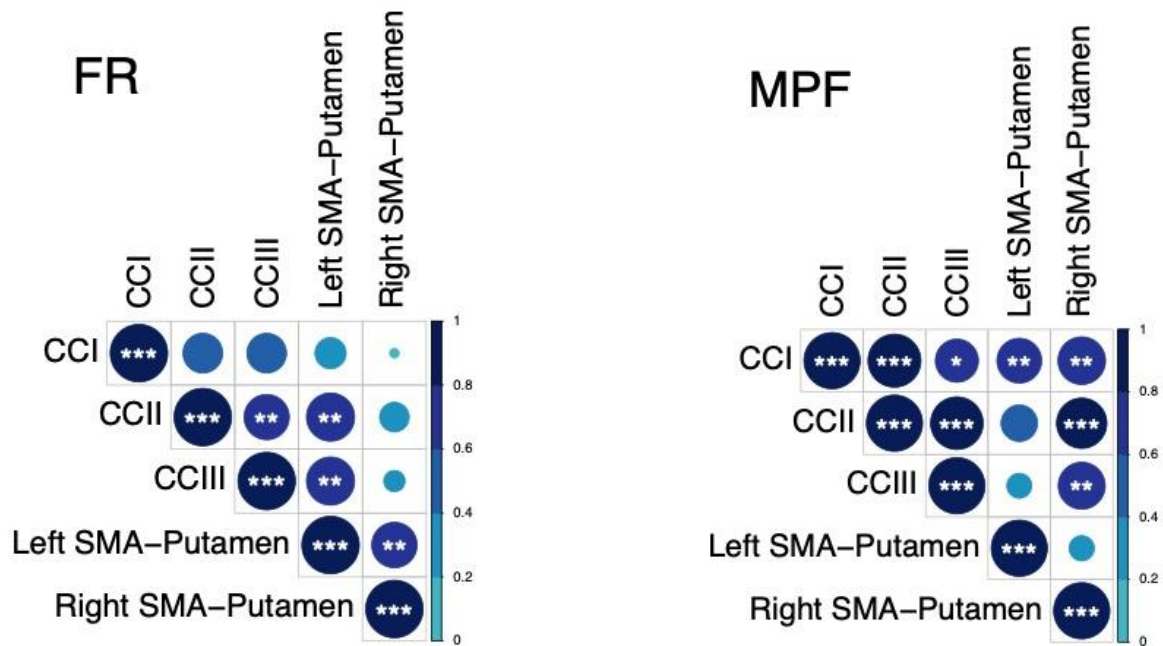 FR
CCI
CCII
CCIII
Left SMA–Putamen
Right SMA–Putamen
CCI *** 1
CCII *** ** ** 0.8
0.6
CCIII *** ** 0.4
Left SMA–Putamen *** ** 0.2
Right SMA–Putamen *** 0
MPF
CCI
CCII
CCIII
Left SMA–Putamen
Right SMA–Putamen
CCI *** *** * ** ** 1
0.8
CCII *** *** *** 0.6
CCIII *** ** 0.4
Left SMA–Putamen *** 0.2
Right SMA–Putamen *** 0